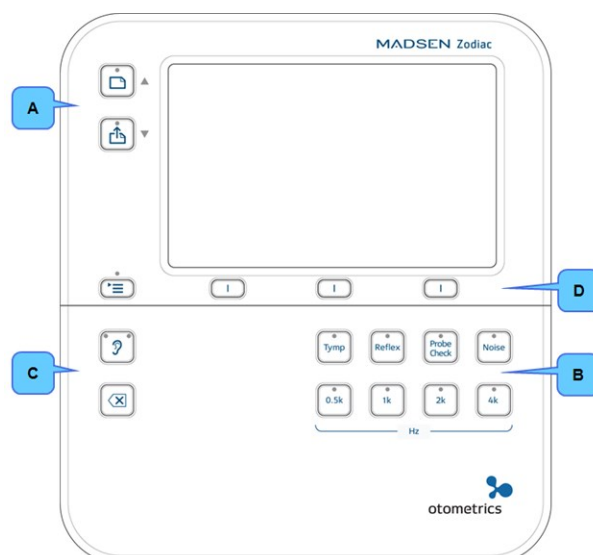 MADSEN Zodiac
A
D
C
B
Tymp
Reflex
Probe
Check
Noise
0.5k
1k
2k
4k
Hz
otometrics